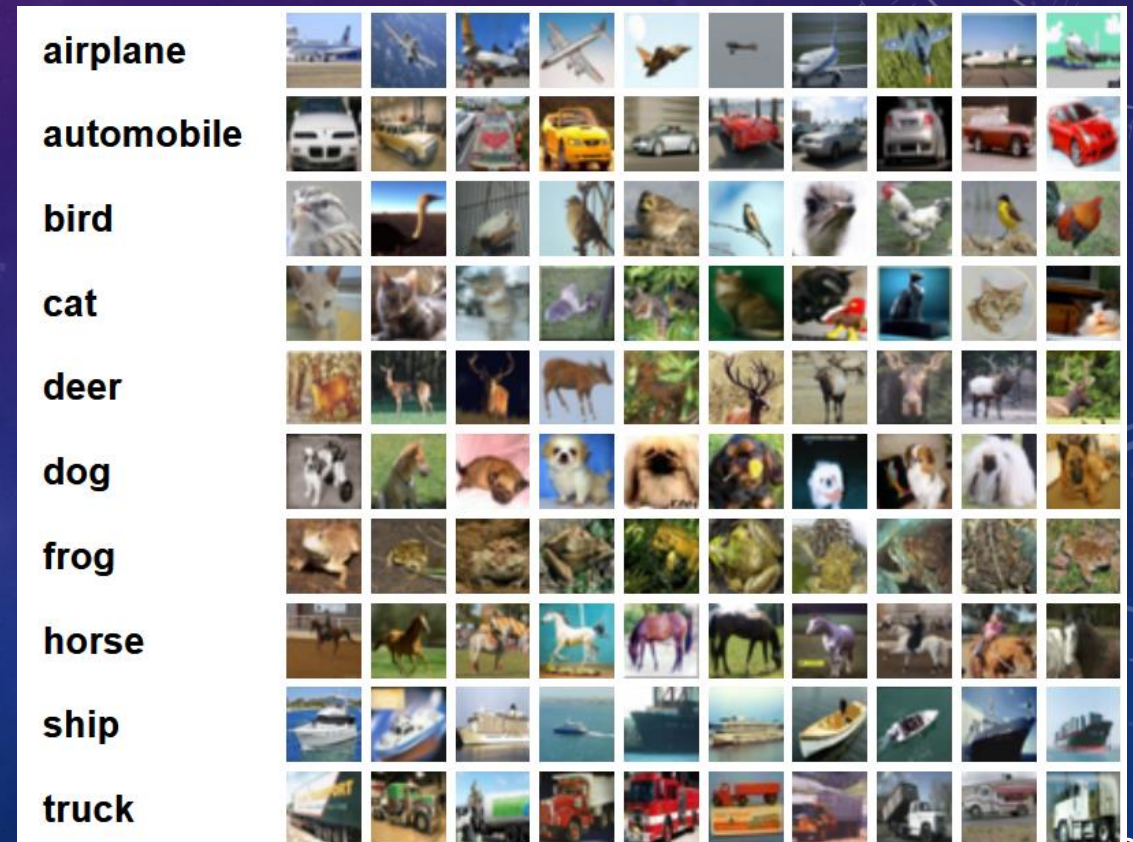 airplane
automobile
bird
cat
deer
dog
frog
horse
ship
truck